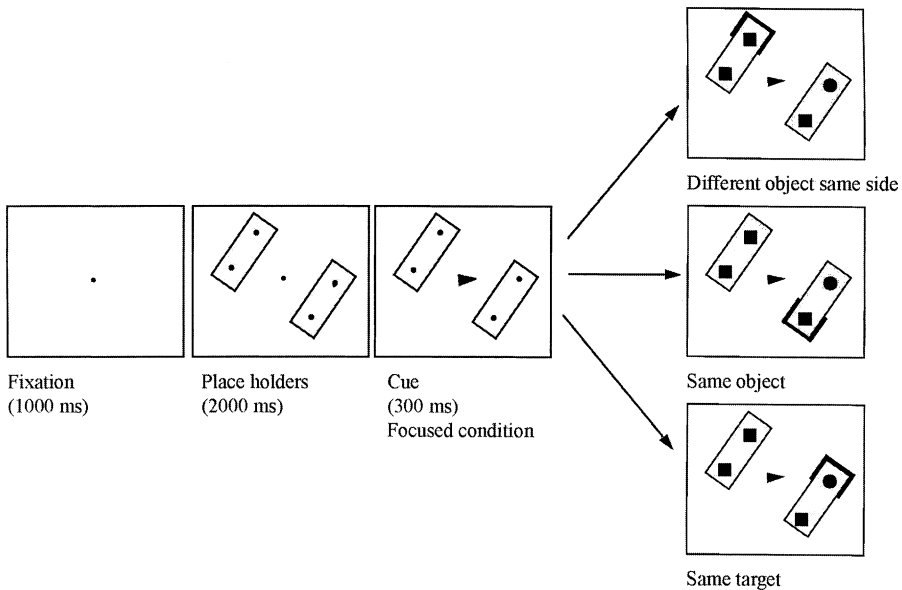 Fixation
(1000 ms)
Place holders
(2000 ms)
Cue
(300 ms)
Focused condition
Different object same side
Same object
Same target